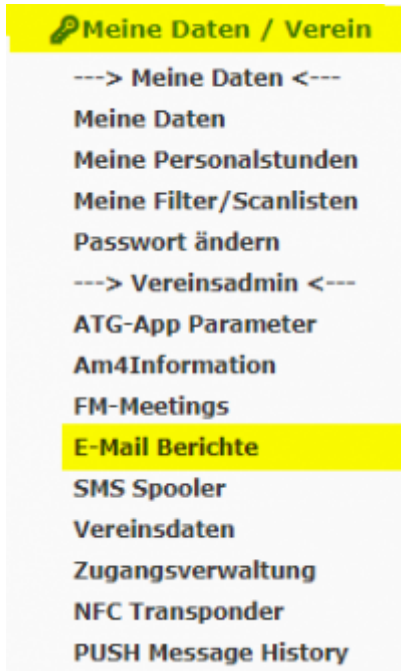 Meine Daten / Verein
---> Meine Daten <---
Meine Daten
Meine Personalstunden
Meine Filter/Scanlisten
Passwort ändern
---> Vereinsadmin <---
ATG-App Parameter
Am4Information
FM-Meetings
E-Mail Berichte
SMS Spooler
Vereinsdaten
Zugangsverwaltung
NFC Transponder
PUSH Message History